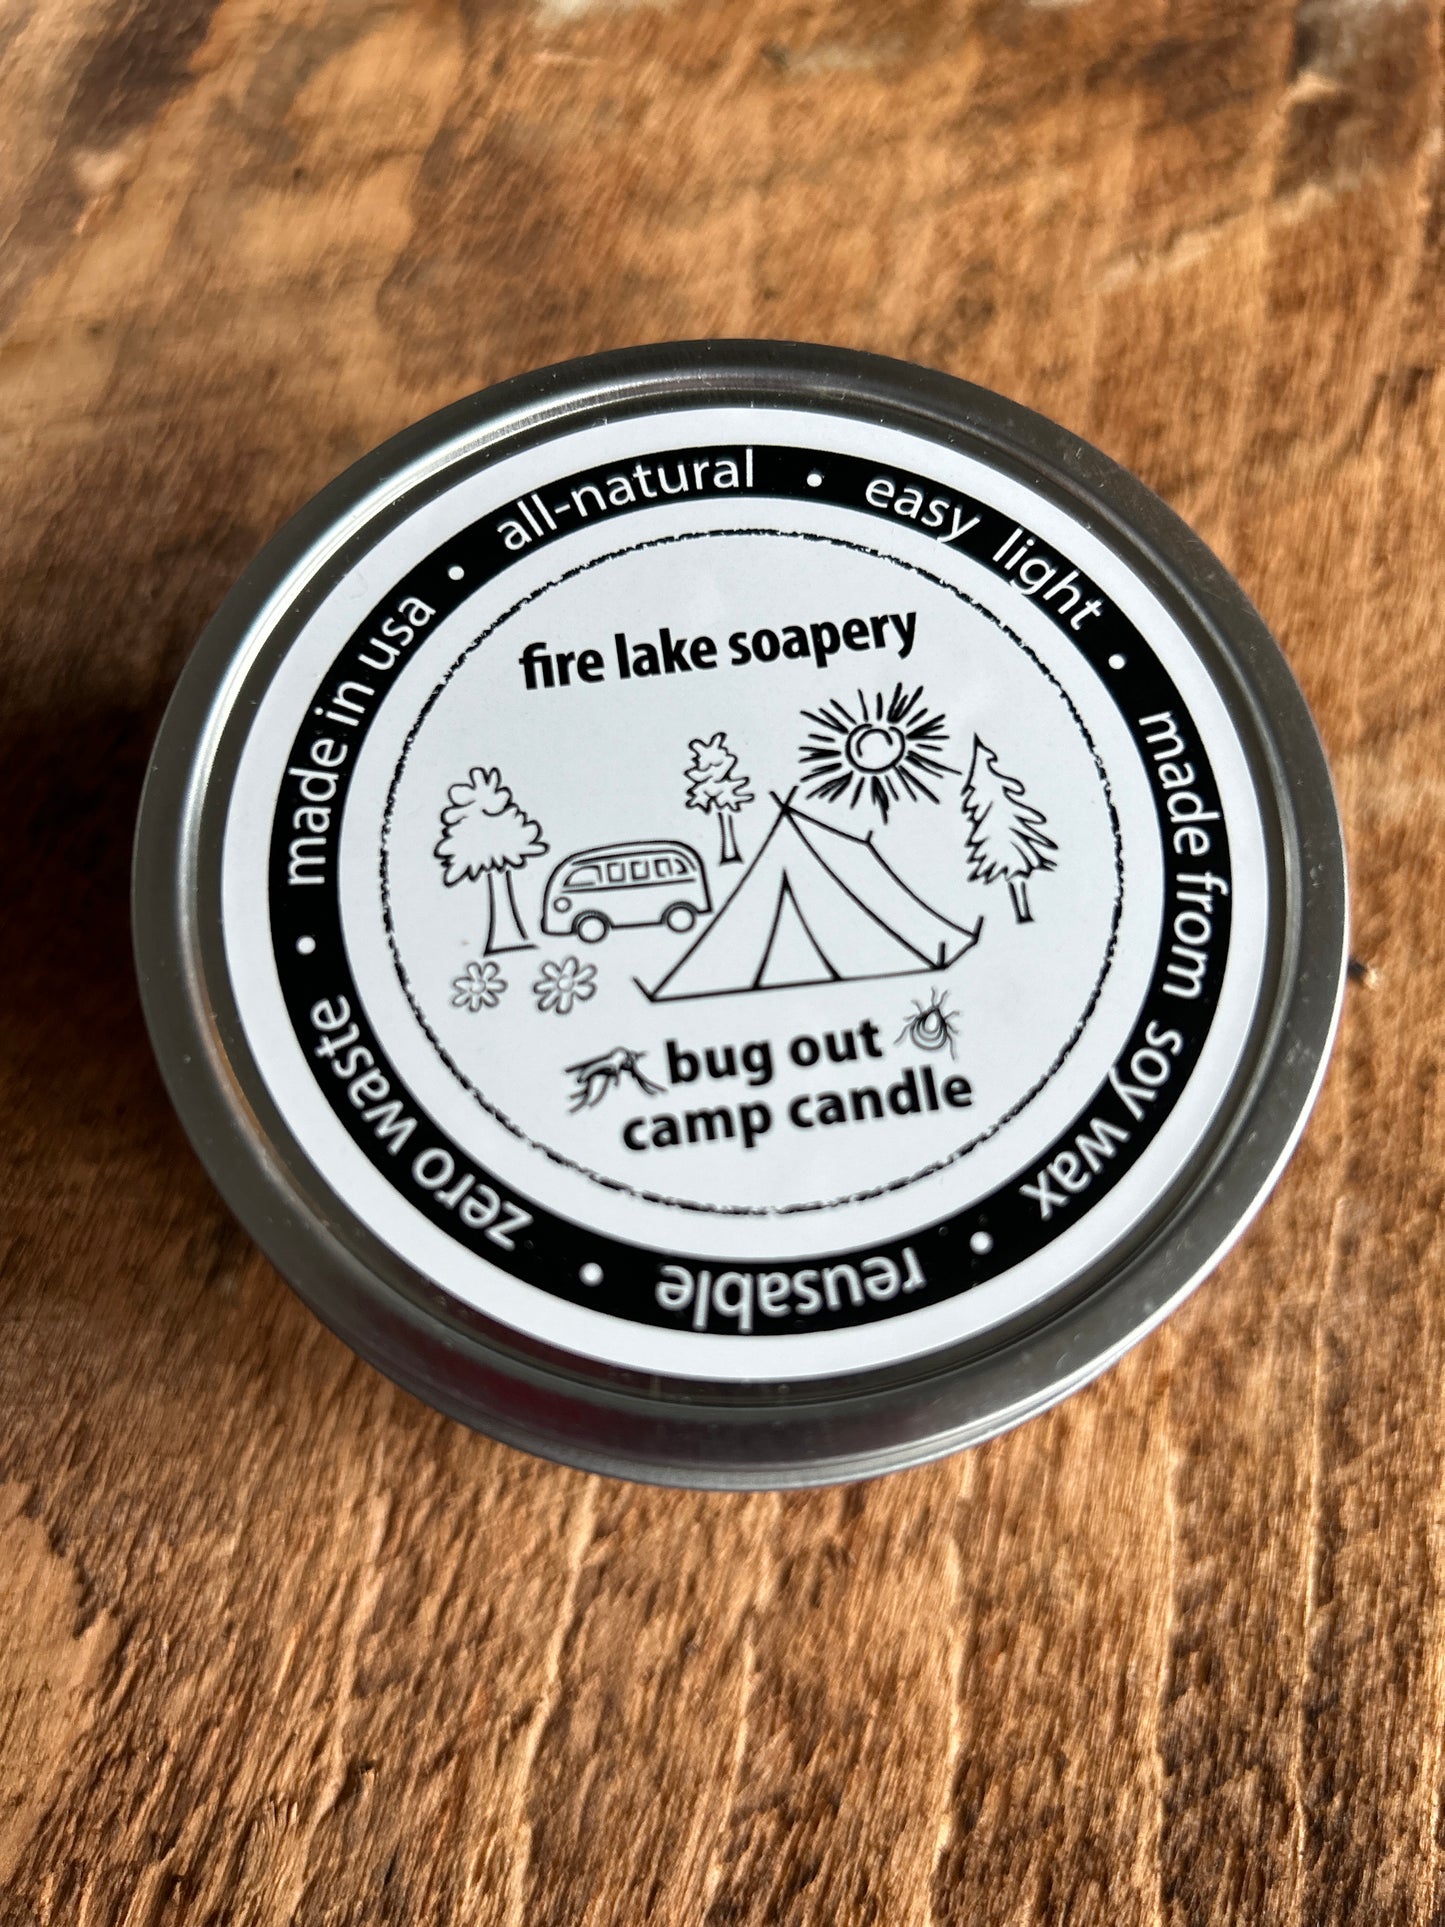 fire lake soapery
bug out
camp candle
all-natural • easy light • made from soy wax • reusable • zero waste • made in usa •